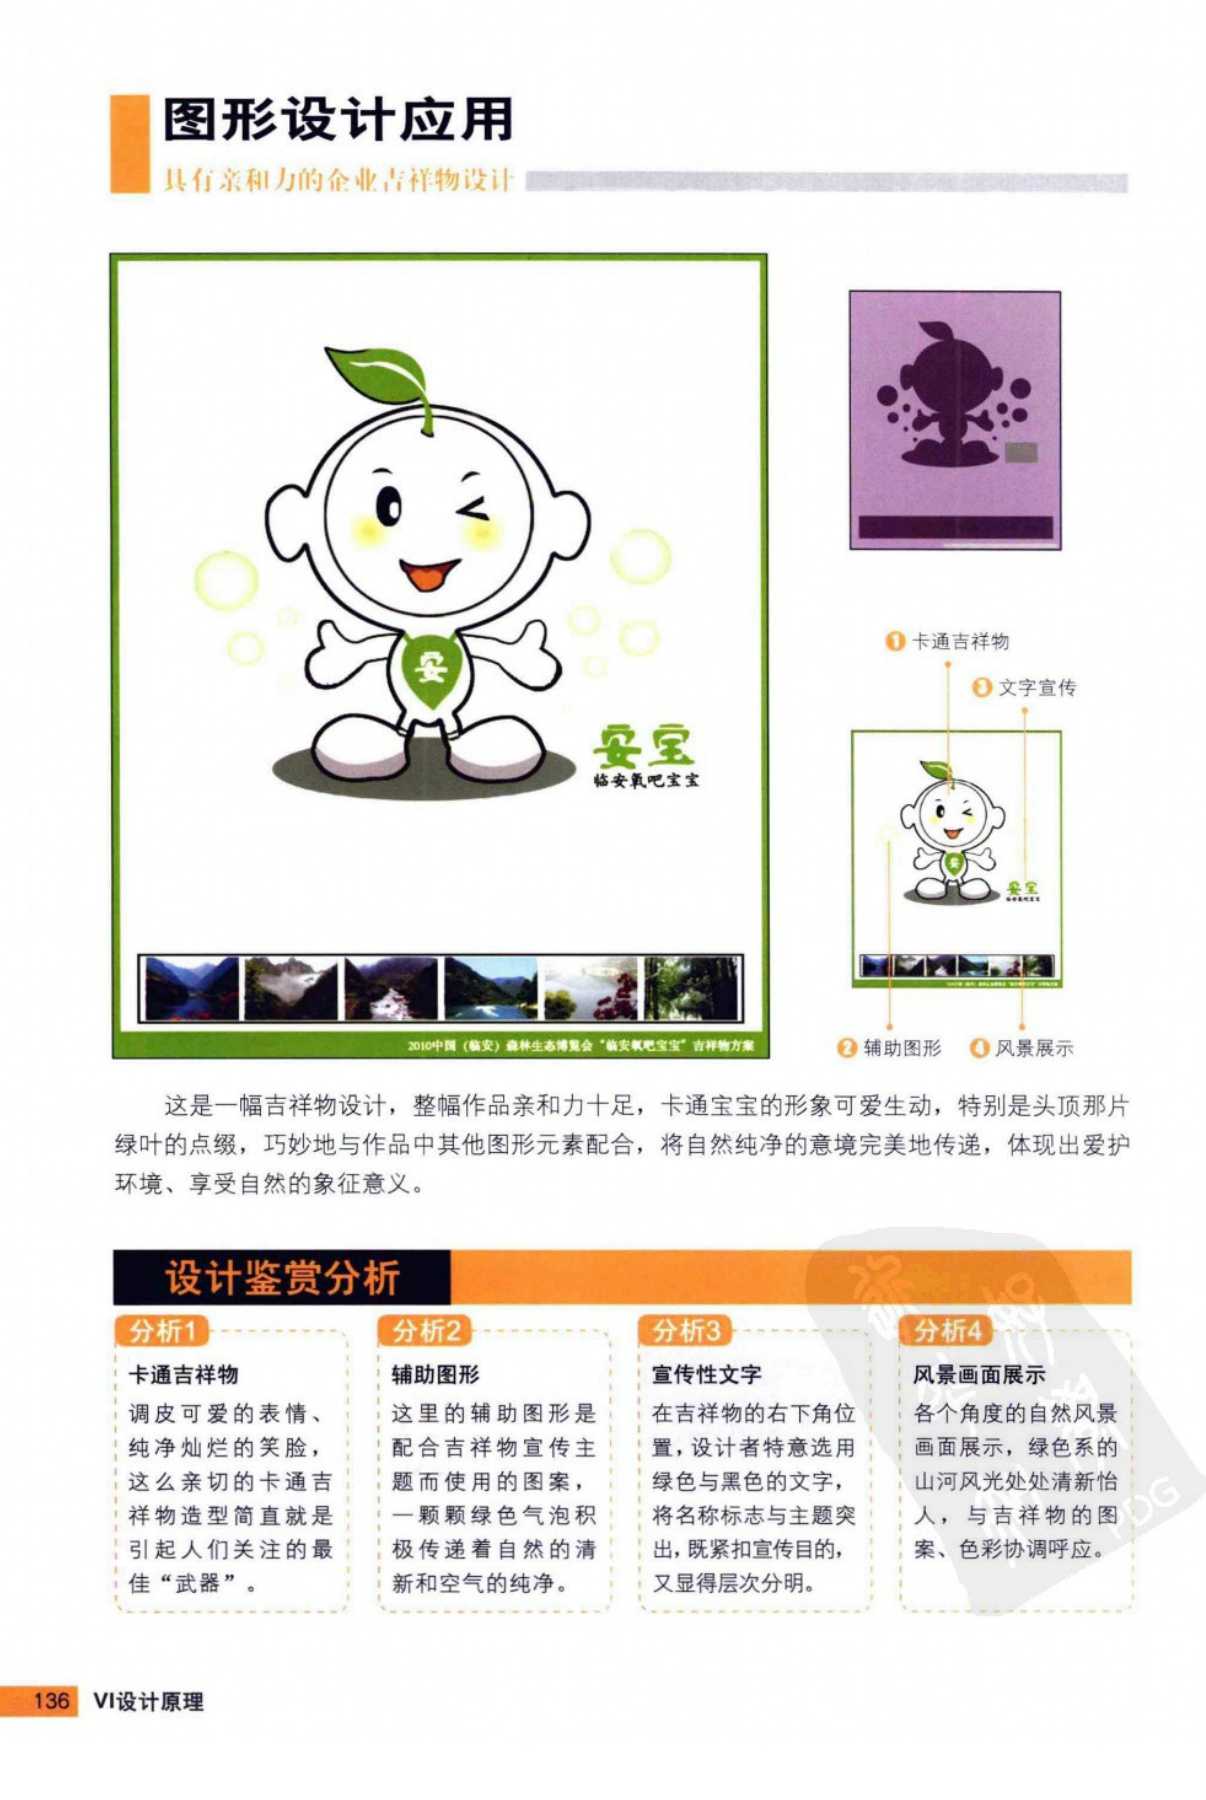 图形设计应用
具有亲和力的企业吉祥物设计
安
安宝
临安氧吧宝宝
2010中国（临安）森林生态博览会“临安氧吧宝宝”吉祥物方案
1 卡通吉祥物
3 文字宣传
安
安宝
临安氧吧宝宝
2 辅助图形
4 风景展示
这是一幅吉祥物设计，整幅作品亲和力十足，卡通宝宝的形象可爱生动，特别是头顶那片
绿叶的点缀，巧妙地与作品中其他图形元素配合，将自然纯净的意境完美地传递，体现出爱护
环境、享受自然的象征意义。
设计鉴赏分析
分析1
卡通吉祥物
调皮可爱的表情、
纯净灿烂的笑脸，
这么亲切的卡通吉
祥物造型简直就是
引起人们关注的最
佳“武器”。
分析2
辅助图形
这里的辅助图形是
配合吉祥物宣传主
题而使用的图案，
一颗颗绿色气泡积
极传递着自然的清
新和空气的纯净。
分析3
宣传性文字
在吉祥物的右下角位
置，设计者特意选用
绿色与黑色的文字，
将名称标志与主题突
出，既紧扣宣传目的，
又显得层次分明。
分析4
风景画面展示
各个角度的自然风景
画面展示，绿色系的
山河风光处处清新怡
人，与吉祥物的图
案、色彩协调呼应。
PDG
136 VI设计原理